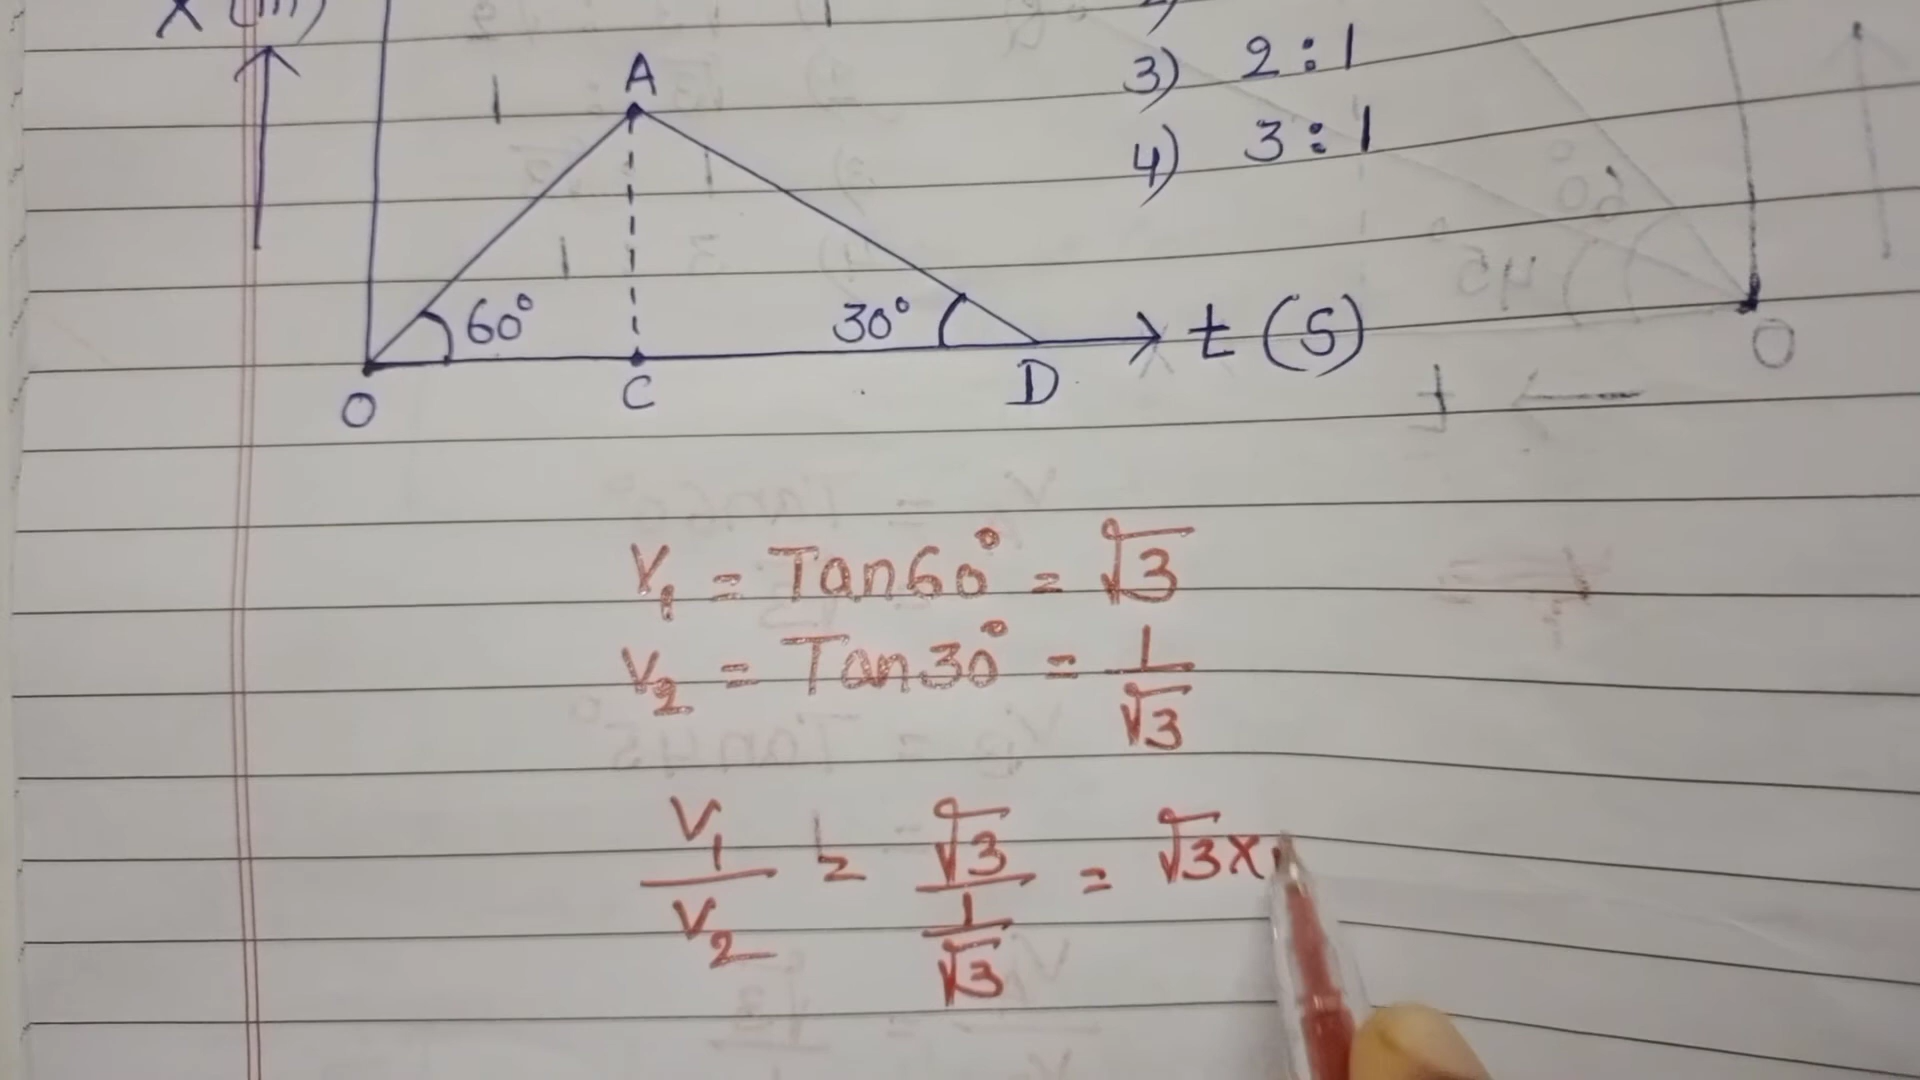 X (m)
3) 2 : 1
A
4) 3 : 1
60° 30° t (S)
O C D
V₁ = Tan60° = √3
V₂ = Tan30° = 1/√3
V₁/V₂ = √3/(1/√3) = √3 x